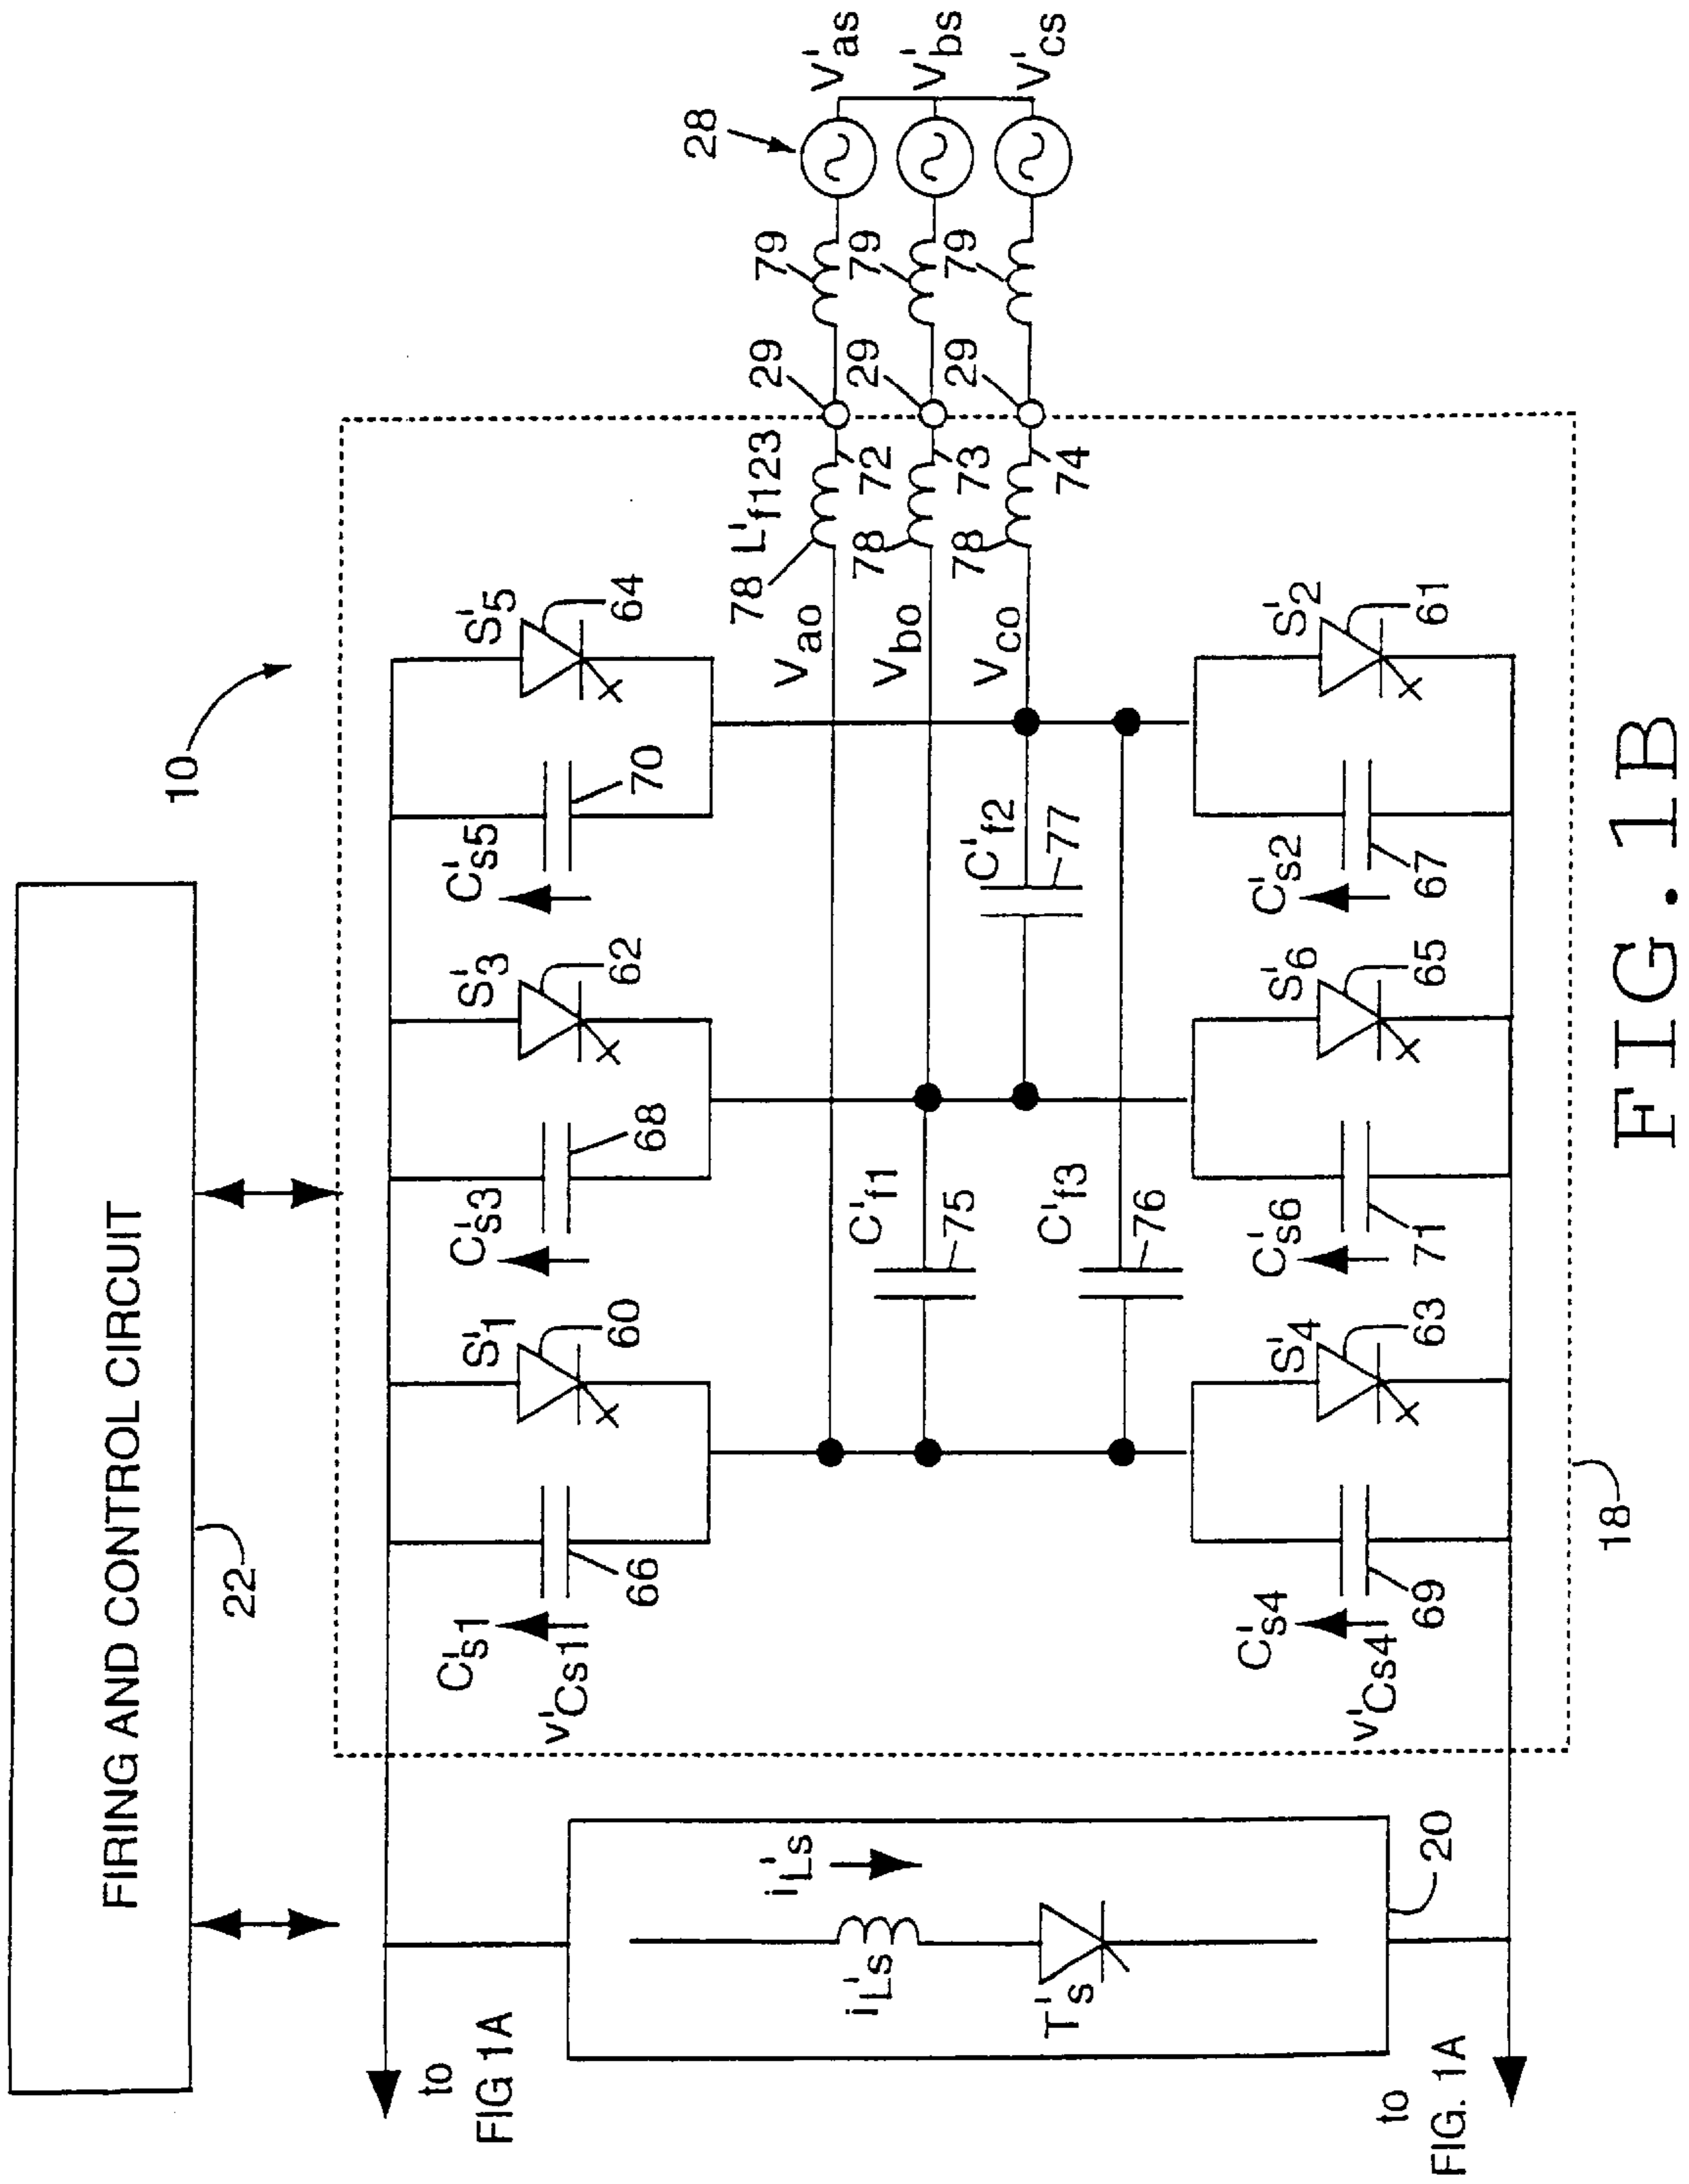 FIRING AND CONTROL CIRCUIT
22
10
to
FIG 1A
to
FIG. 1A
20
iL's
iL's
T's
18
C's1
v'Cs1
66
S'1
60
C's3
68
S'3
62
C's5
70
S'5
64
C's4
v'Cs4
69
S'4
63
C's6
71
S'6
65
C's2
67
S'2
61
C'f1
75
C'f3
76
C'f2
77
Vao
Vbo
Vco
78
L'f123
78
78
72
73
74
29
29
29
79
79
79
28
V'as
V'bs
V'cs
FIG. 1B